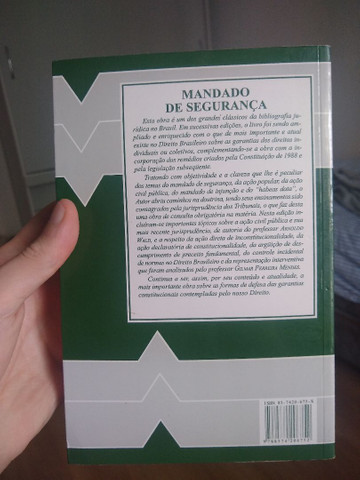 MANDADO
DE SEGURANÇA
Esta obra é um dos grandes clássicos da bibliografia ju-
rídica no Brasil. Em sucessivas edições, o livro foi sendo am-
pliado e enriquecido com o que de mais importante e atual
existe no Direito Brasileiro sobre as garantias dos direitos in-
dividuais ou coletivos, complementando-se a obra com a in-
corporação dos remédios criados pela Constituição de 1988 e
pela legislação subseqüente.
Tratando com objetividade e a clareza que lhe é peculiar
dos temas do mandado de segurança, da ação popular, da ação
civil pública, do mandado de injunção e do "habeas data", o
Autor abriu caminhos na doutrina, tendo seus ensinamentos sido
consagrados pela jurisprudência dos Tribunais, o que faz desta
uma obra de consulta obrigatória na matéria. Nesta edição in-
cluíram-se importantes tópicos sobre a ação civil pública e sua
mais recente jurisprudência, de autoria do professor ARNOLDO
WALD, e a respeito da ação direta de inconstitucionalidade, da
ação declaratória de constitucionalidade, da argüição de des-
cumprimento de preceito fundamental, do controle incidental
de normas no Direito Brasileiro e da representação interventiva
que foram analisados pelo professor GILMAR FERREIRA MENDES.
Continua a ser, assim, por seu conteúdo e atualidade, a
mais importante obra sobre as formas de defesa das garantias
constitucionais contempladas pelo nosso Direito.